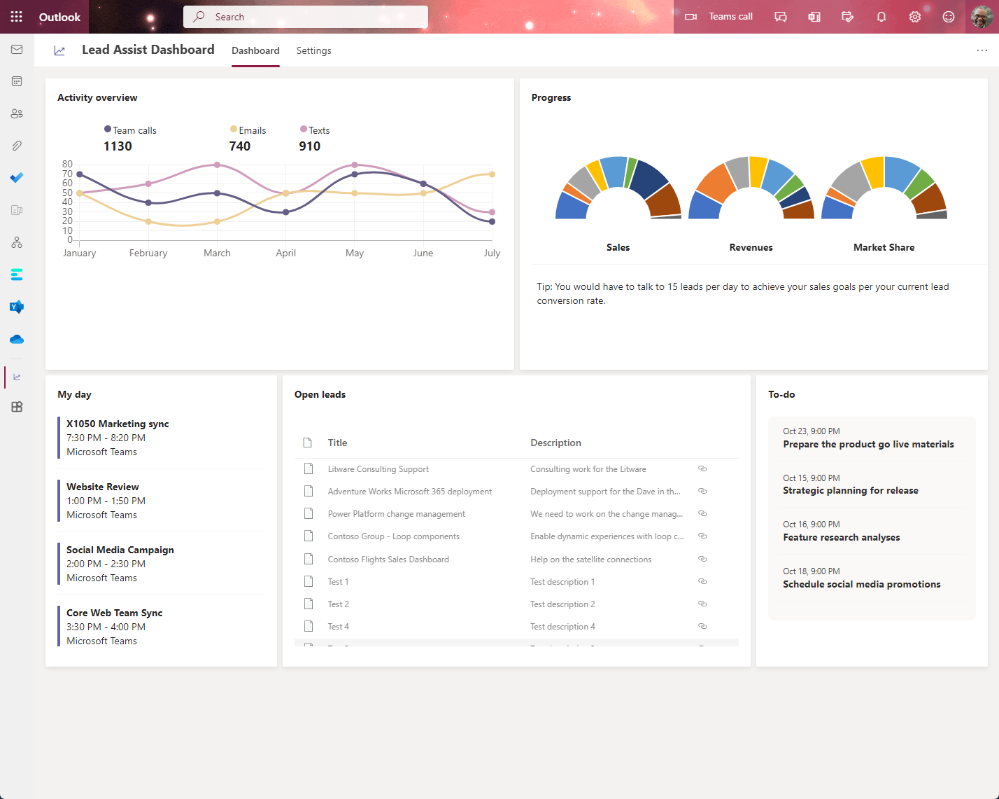 Outlook
Search
Teams call
Lead Assist Dashboard
Dashboard
Settings
Activity overview
Team calls
1130
Emails
740
Texts
910
80
70
60
50
40
30
20
10
0
January
February
March
April
May
June
July
Progress
Sales
Revenues
Market Share
Tip: You would have to talk to 15 leads per day to achieve your sales goals per your current lead
conversion rate.
My day
X1050 Marketing sync
7:30 PM - 8:20 PM
Microsoft Teams
Website Review
1:00 PM - 1:50 PM
Microsoft Teams
Social Media Campaign
2:00 PM - 2:30 PM
Microsoft Teams
Core Web Team Sync
3:30 PM - 4:00 PM
Microsoft Teams
Open leads
Title Description
Litware Consulting Support Consulting work for the Litware
Adventure Works Microsoft 365 deployment Deployment support for the Dave in th...
Power Platform change management We need to work on the change manag...
Contoso Group - Loop components Enable dynamic experiences with loop c...
Contoso Flights Sales Dashboard Help on the satellite connections
Test 1 Test description 1
Test 2 Test description 2
Test 4 Test description 4
To-do
Oct 23, 9:00 PM
Prepare the product go live materials
Oct 15, 9:00 PM
Strategic planning for release
Oct 16, 9:00 PM
Feature research analyses
Oct 18, 9:00 PM
Schedule social media promotions